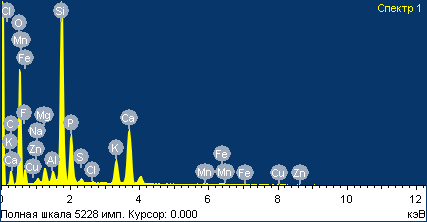 Спектр 1
Cl
Si
O
Mn
Fe
F
Mg
C
Na
P
Ca
K
Zn
Al
S
K
Fe
Ca
Cu
Cl
Mn
Mn
Fe
Cu
Zn
0 2 4 6 8 10 12
Полная шкала 5228 имп. Курсор: 0.000 кэВ